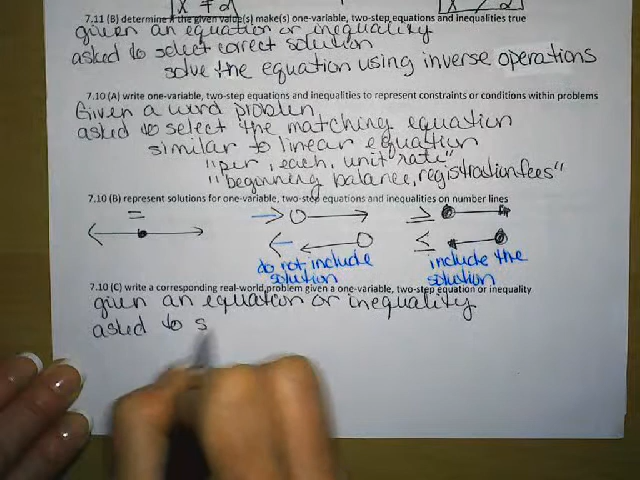 x ≠ 2
7.11 (B) determine if the given value(s) make(s) one-variable, two-step equations and inequalities true
given an equation or inequality
asked to select correct solution
solve the equation using inverse operations
7.10 (A) write one-variable, two-step equations and inequalities to represent constraints or conditions within problems
Given a word problem
asked to select the matching equation
similar to linear equation
"per, each, unit rate"
"beginning balance, registration fees"
7.10 (B) represent solutions for one-variable, two-step equations and inequalities on number lines
= > ≥
< ≤
do not include include the
solution solution
7.10 (C) write a corresponding real-world problem given a one-variable, two-step equation or inequality
given an equation or inequality
asked to s